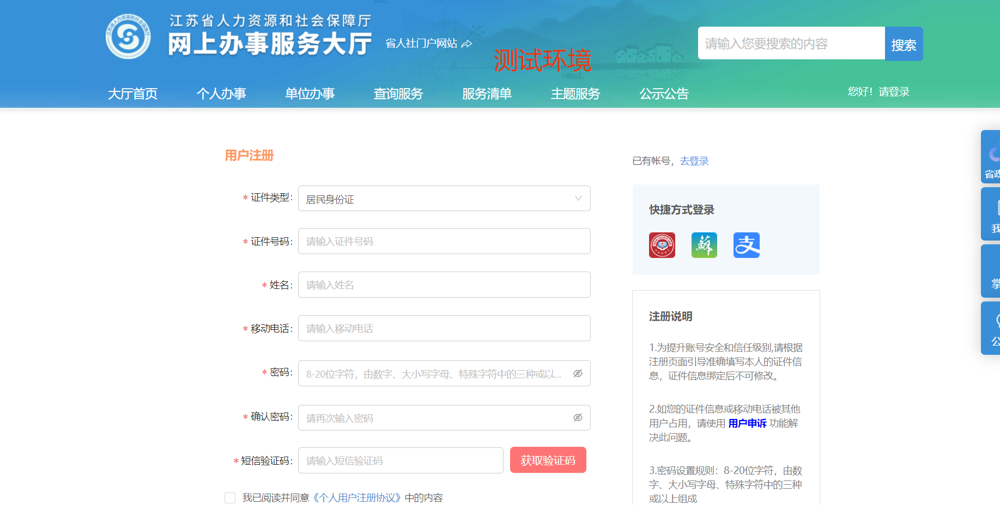 江苏省人力资源和社会保障厅
网上办事服务大厅
省人社门户网站
测试环境
请输入您要搜索的内容
搜索
大厅首页
个人办事
单位办事
查询服务
服务清单
主题服务
公示公告
您好！请登录
用户注册
* 证件类型:
居民身份证
* 证件号码:
请输入证件号码
* 姓名:
请输入姓名
* 移动电话:
请输入移动电话
* 密码:
8-20位字符，由数字、大小写字母、特殊字符中的三种或以...
* 确认密码:
请再次输入密码
* 短信验证码:
请输入短信验证码
获取验证码
我已阅读并同意《个人用户注册协议》中的内容
已有帐号，去登录
快捷方式登录
蘇
支
注册说明
1.为提升账号安全和信任级别,请根据
注册页面引导准确填写本人的证件信
息，证件信息绑定后不可修改。
2.如您的证件信息或移动电话被其他
用户占用，请使用 用户申诉 功能解
决此问题。
3.密码设置规则：8-20位字符，由数
字、大小写字母、特殊字符中的三种
或以上组成
省政
我
掌
公